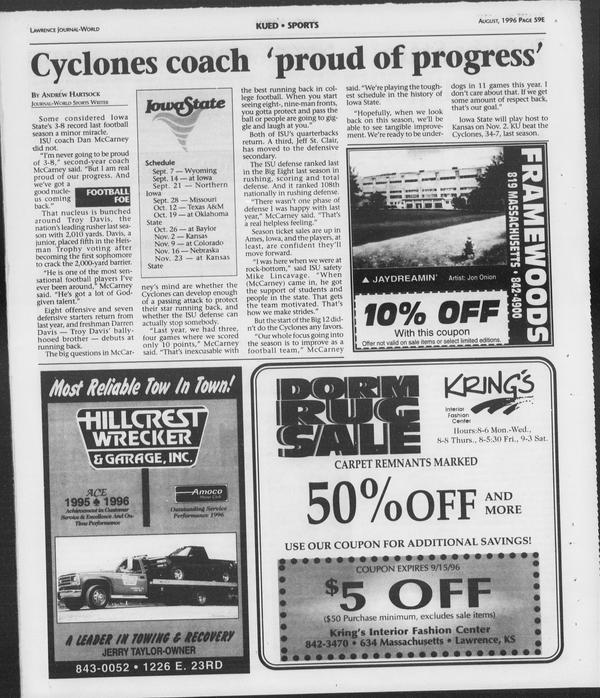 LAWRENCE JOURNAL-WORLD
KUED • SPORTS
AUGUST, 1996 PAGE 59E
Cyclones coach 'proud of progress'
BY ANDREW HARTSOCK
JOURNAL-WORLD SPORTS WRITER
Some considered Iowa
State's 3-8 record last football
season a minor miracle.
ISU coach Dan McCarney
did not.
"I'm never going to be proud
of 3-8," second-year coach
McCarney said. "But I am real
proud of our progress. And
we've got a
good nucle-
us coming
back."
FOOTBALL
FOE
That nucleus is bunched
around Troy Davis, the
nation's leading rusher last sea-
son with 2,010 yards. Davis, a
junior, placed fifth in the Heis-
man Trophy voting after
becoming the first sophomore
to crack the 2,000-yard barrier.
"He is one of the most sen-
sational football players I've
ever been around," McCarney
said. "He's got a lot of God-
given talent."
Eight offensive and seven
defensive starters return from
last year, and freshman Darren
Davis — Troy Davis' bally-
hooed brother — debuts at
running back.
The big questions in McCar-
IowaState
Schedule
Sept. 7 — Wyoming
Sept. 14 — at Iowa
Sept. 21 — Northern
Iowa
Sept. 28 — Missouri
Oct. 12 — Texas A&M
Oct. 19 — at Oklahoma
State
Oct. 26 — at Baylor
Nov. 2 — Kansas
Nov. 9 — at Colorado
Nov. 16 — Nebraska
Nov. 23 — at Kansas
State
ney's mind are whether the
Cyclones can develop enough
of a passing attack to protect
their star running back, and
whether the ISU defense can
actually stop somebody.
"Last year, we had three,
four games where we scored
only 10 points," McCarney
said. "That's inexcusable with
the best running back in col-
lege football. When you start
seeing eight-, nine-man fronts,
you gotta protect and pass the
ball or people are going to gig-
gle and laugh at you."
Both of ISU's quarterbacks
return. A third, Jeff St. Clair,
has moved to the defensive
secondary.
The ISU defense ranked last
in the Big Eight last season in
rushing, scoring and total
defense. And it ranked 108th
nationally in rushing defense.
"There wasn't one phase of
defense I was happy with last
year," McCarney said. "That's
a real helpless feeling."
Season ticket sales are up in
Ames, Iowa, and the players, at
least, are confident they'll
move forward.
"I was here when we were at
rock-bottom," said ISU safety
Mike Lincavage. "When
(McCarney) came in, he got
the support of students and
people in the state. That gets
the team motivated. That's
how we make strides."
But the start of the Big 12 did-
n't do the Cyclones any favors.
"Our whole focus going into
the season is to improve as a
football team," McCarney
said. "We're playing the tough-
est schedule in the history of
Iowa State.
"Hopefully, when we look
back on this season, we'll be
able to see tangible improve-
ment. We're ready to be under-
dogs in 11 games this year. I
don't care about that. If we get
some amount of respect back,
that's our goal."
Iowa State will play host to
Kansas on Nov. 2. KU beat the
Cyclones, 34-7, last season.
▲ JAYDREAMIN'
Artist: Jon Onion
FRAMEWOODS
819 MASSACHUSETTS • 842-4900
10% OFF
With this coupon
Offer not valid on sale items or select limited editions.
Most Reliable Tow In Town!
HILLCREST
WRECKER
& GARAGE, INC.
ACE
1995 ♠ 1996
Achievement in Customer
Service & Excellence And On-
Time Performance
Amoco
Motor Club
Outstanding Service
Performance 1996
A LEADER IN TOWING & RECOVERY
JERRY TAYLOR-OWNER
843-0052 • 1226 E. 23RD
DORM
RUG
SALE
KRING'S
Interior
Fashion
Center
Hours:8-6 Mon.-Wed.,
8-8 Thurs., 8-5:30 Fri., 9-3 Sat.
CARPET REMNANTS MARKED
50% OFF AND
MORE
USE OUR COUPON FOR ADDITIONAL SAVINGS!
COUPON EXPIRES 9/15/96
$5 OFF
($50 Purchase minimum, excludes sale items)
Kring's Interior Fashion Center
842-3470 • 634 Massachusetts • Lawrence, KS